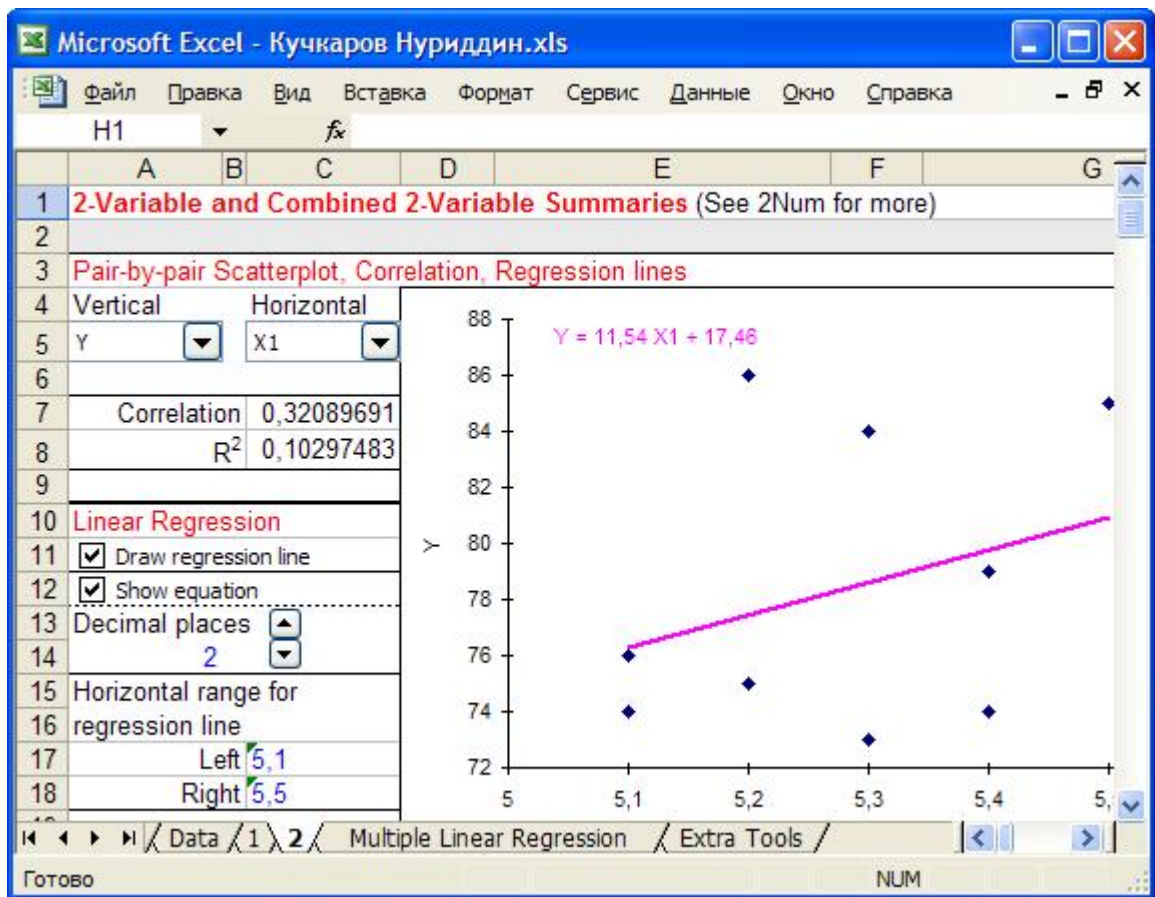 Microsoft Excel - Кучкаров Нуриддин.xls
Файл Правка Вид Вставка Формат Сервис Данные Окно Справка
H1 fx
A B C D E F G
1 2-Variable and Combined 2-Variable Summaries (See 2Num for more)
2
3 Pair-by-pair Scatterplot, Correlation, Regression lines
4 Vertical Horizontal
5 Y X1
6
7 Correlation 0,32089691
8 R² 0,10297483
9
10 Linear Regression
11 Draw regression line
12 Show equation
13 Decimal places
14 2
15 Horizontal range for
16 regression line
17 Left 5,1
18 Right 5,5
Y = 11,54 X1 + 17,46
88
86
84
82
80
78
76
74
72
Y
5 5,1 5,2 5,3 5,4
Data 1 2 Multiple Linear Regression Extra Tools
Готово NUM